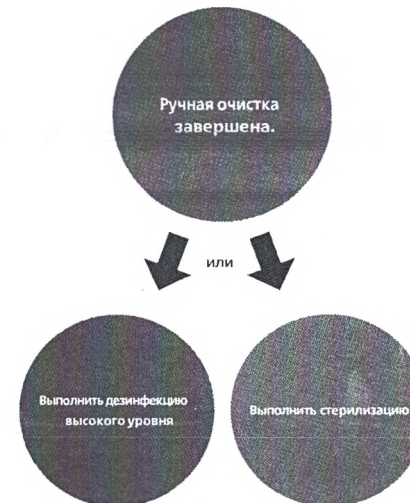 Ручная очистка
завершена.
или
Выполнить дезинфекцию
высокого уровня
Выполнить стерилизацию